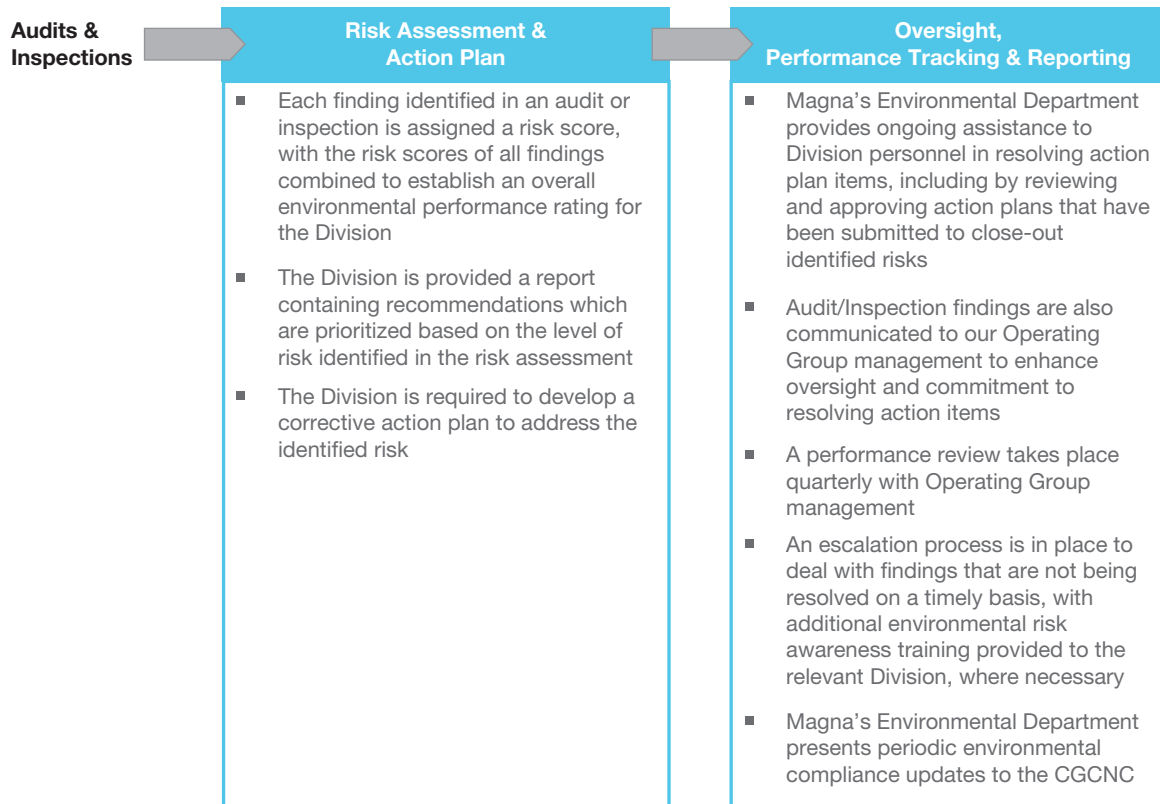 Audits &
Inspections
Risk Assessment &
Action Plan
■ Each finding identified in an audit or
inspection is assigned a risk score,
with the risk scores of all findings
combined to establish an overall
environmental performance rating for
the Division
■ The Division is provided a report
containing recommendations which
are prioritized based on the level of
risk identified in the risk assessment
■ The Division is required to develop a
corrective action plan to address the
identified risk
Oversight,
Performance Tracking & Reporting
■ Magna’s Environmental Department
provides ongoing assistance to
Division personnel in resolving action
plan items, including by reviewing
and approving action plans that have
been submitted to close-out
identified risks
■ Audit/Inspection findings are also
communicated to our Operating
Group management to enhance
oversight and commitment to
resolving action items
■ A performance review takes place
quarterly with Operating Group
management
■ An escalation process is in place to
deal with findings that are not being
resolved on a timely basis, with
additional environmental risk
awareness training provided to the
relevant Division, where necessary
■ Magna’s Environmental Department
presents periodic environmental
compliance updates to the CGCNC